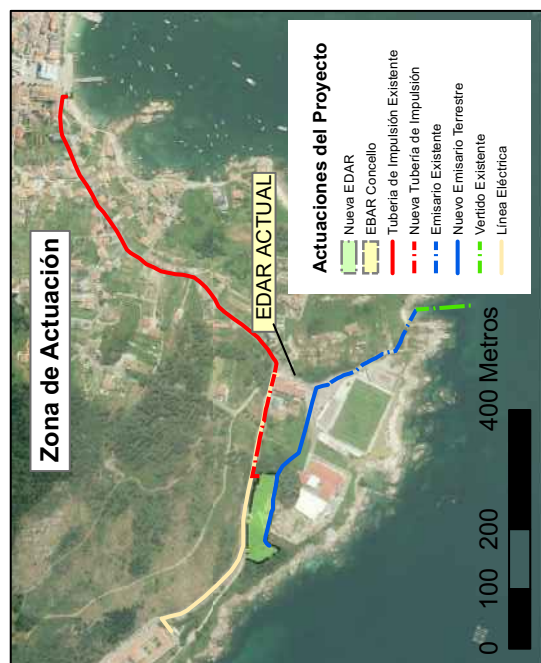 Zona de Actuación
EDAR ACTUAL
Actuaciones del Proyecto
Nueva EDAR
EBAR Concello
Tubería de Impulsión Existente
Nueva Tubería de Impulsión
Emisario Existente
Nuevo Emisario Terrestre
Vertido Existente
Línea Eléctrica
0 100 200 400 Metros